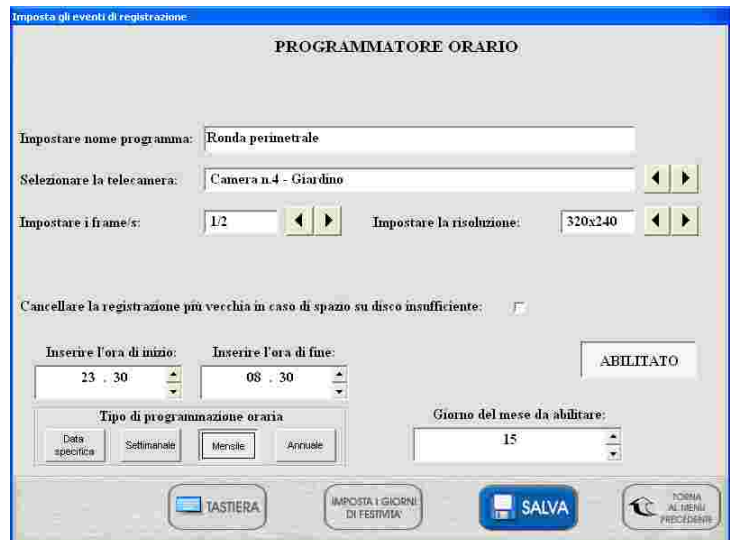 Imposta gli eventi di registrazione
PROGRAMMATORE ORARIO
Impostare nome programma: Ronda perimetrale
Selezionare la telecamera: Camera n.4 - Giardino
Impostare i frame/s: 1/2 Impostare la risoluzione: 320x240
Cancellare la registrazione più vecchia in caso di spazio su disco insufficiente:
Inserire l'ora di inizio: Inserire l'ora di fine:
23 . 30 08 . 30 ABILITATO
Tipo di programmazione oraria Giorno del mese da abilitare:
Data specifica Settimanale Mensile Annuale 15
TASTIERA IMPOSTA I GIORNI DI FESTIVITA' SALVA TORNA AL MENU PRECEDENTE